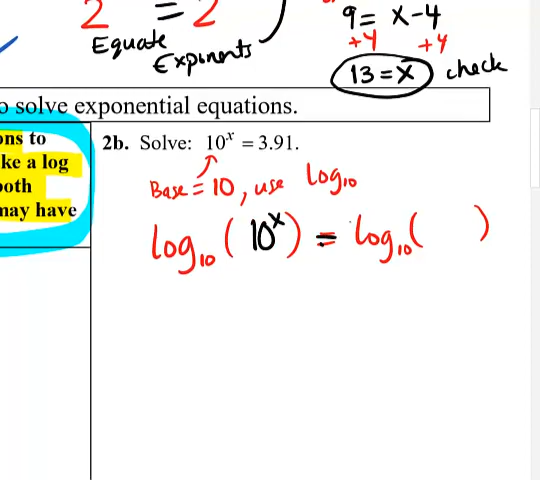 2 = 2
Equate Exponents
9 = x-4
+4 +4
13 = x check
o solve exponential equations.
ns to
ke a log
oth
may have
2b. Solve: 10^x = 3.91.
Base = 10, use log₁₀
log₁₀( 10^x ) = log₁₀( )